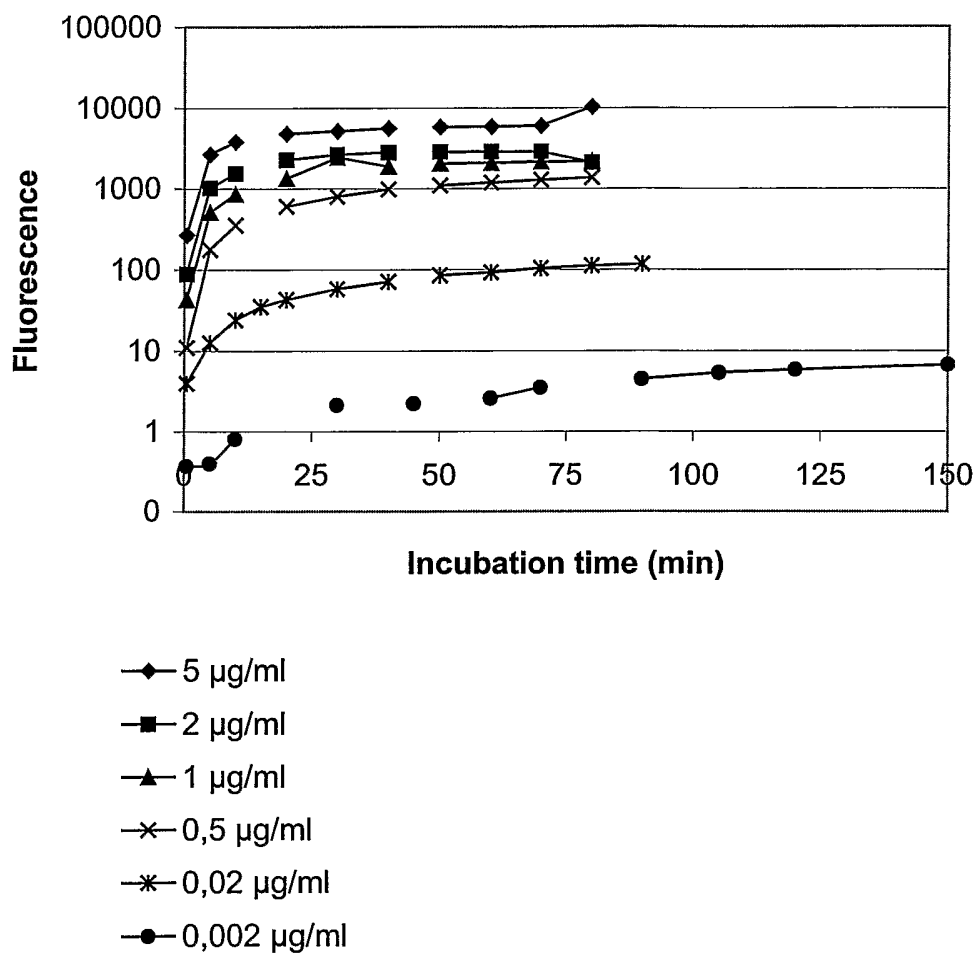 100000
10000
1000
100
10
1
0
Fluorescence
0 25 50 75 100 125 150
Incubation time (min)
5 µg/ml
2 µg/ml
1 µg/ml
0,5 µg/ml
0,02 µg/ml
0,002 µg/ml